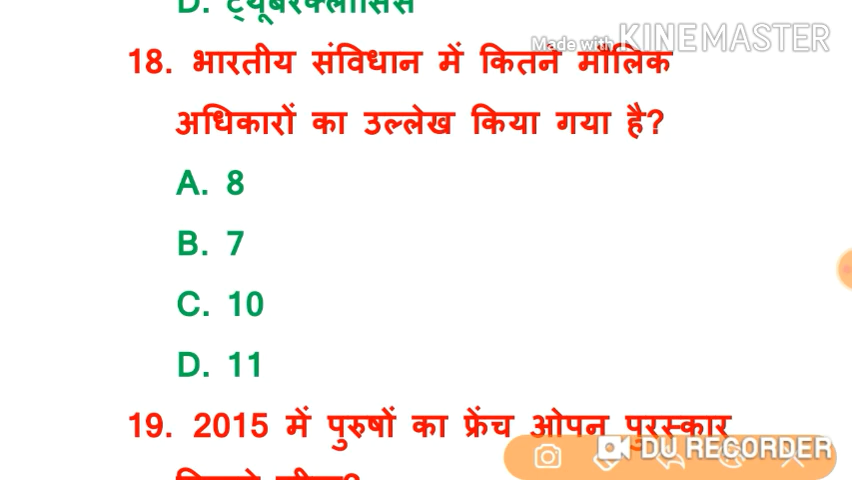 D. ट्यूबरक्लोसिस
Made with KINEMASTER
18. भारतीय संविधान में कितने मौलिक
अधिकारों का उल्लेख किया गया है?
A. 8
B. 7
C. 10
D. 11
19. 2015 में पुरुषों का फ्रेंच ओपन पुरस्कार
DU RECORDER